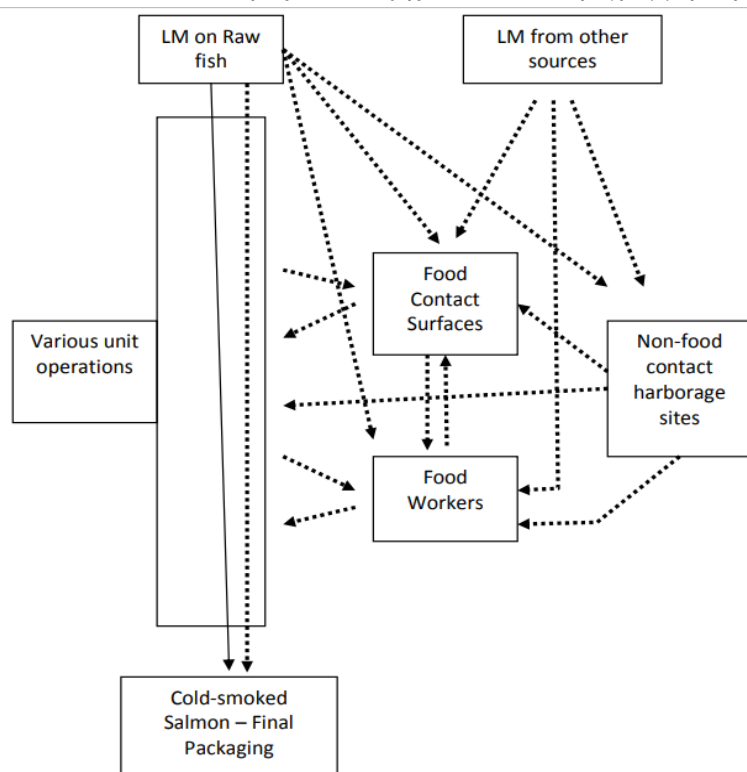 LM on Raw
fish
LM from other
sources
Food
Contact
Surfaces
Various unit
operations
Non-food
contact
harborage
sites
Food
Workers
Cold-smoked
Salmon – Final
Packaging